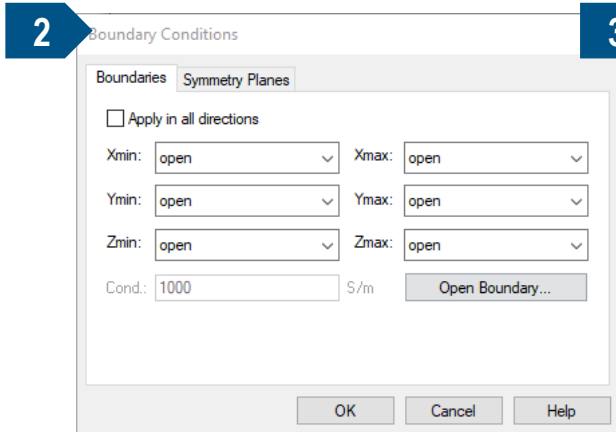 2
Boundary Conditions
3
Boundaries Symmetry Planes
Apply in all directions
Xmin: open Xmax: open
Ymin: open Ymax: open
Zmin: open Zmax: open
Cond.: 1000 S/m Open Boundary...
OK Cancel Help